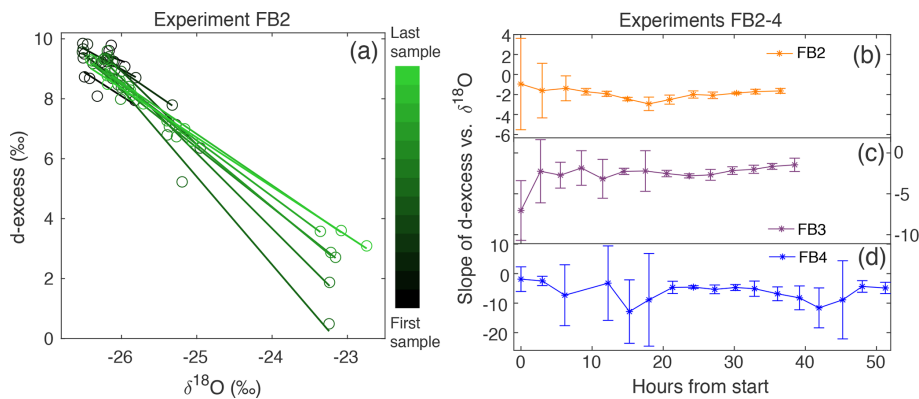 Experiment FB2
Experiments FB2-4
(a)
Last
sample
First
sample
10
8
6
4
2
0
d-excess (‰)
-26
-25
-24
-23
δ¹⁸O (‰)
Slope of d-excess vs. δ¹⁸O
4
2
0
-2
-4
-6
FB2
(b)
0
-5
-10
FB3
(c)
10
0
-10
-20
FB4
(d)
0
10
20
30
40
50
Hours from start